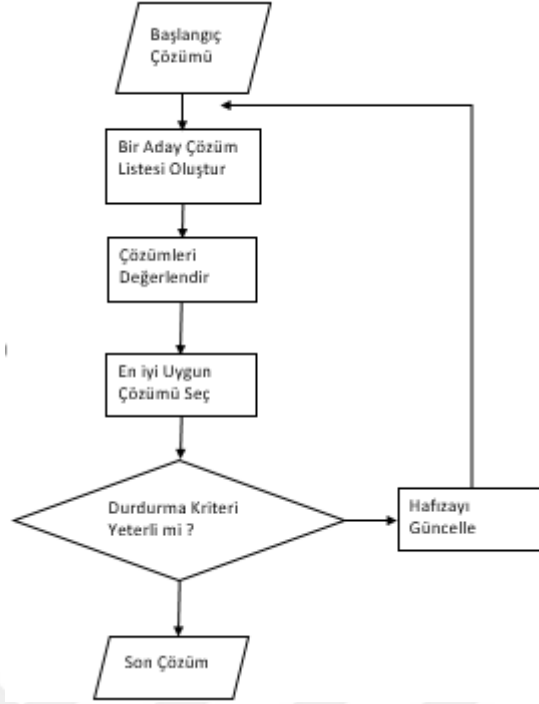 Başlangıç
Çözümü
Bir Aday Çözüm
Listesi Oluştur
Çözümleri
Değerlendir
En iyi Uygun
Çözümü Seç
Durdurma Kriteri
Yeterli mi ?
Hafızayı
Güncelle
Son Çözüm